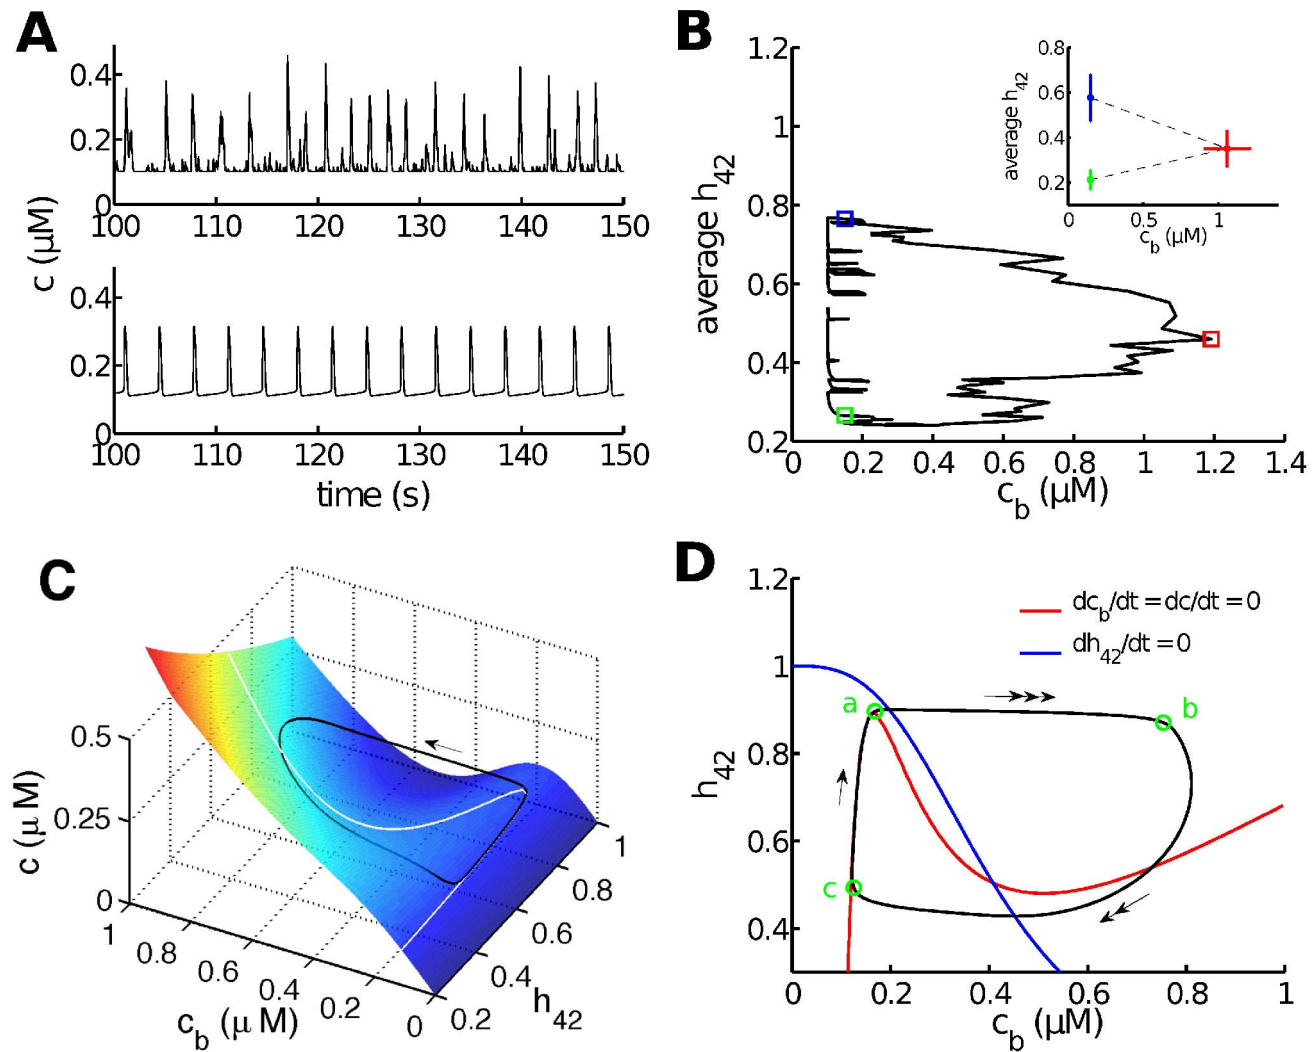 A
0.4
0.2
0
100 110 120 130 140 150
c (μM)
0.4
0.2
0
100 110 120 130 140 150
time (s)
B
1.2
1
0.8
0.6
0.4
0.2
average h42
0 0.2 0.4 0.6 0.8 1 1.2 1.4
cb (μM)
0.8
0.6
0.4
0.2
average h42
0 0.5 1
cb (μM)
C
0.5
0.25
0
c (μ M)
1 0.8 0.6 0.4 0.2 0
cb (μ M)
0.2 0.4 0.6 0.8 1
h42
D
1.2
1
0.8
0.6
0.4
h42
dcb/dt = dc/dt = 0
dh42/dt = 0
a
b
c
0 0.2 0.4 0.6 0.8 1
cb (μM)